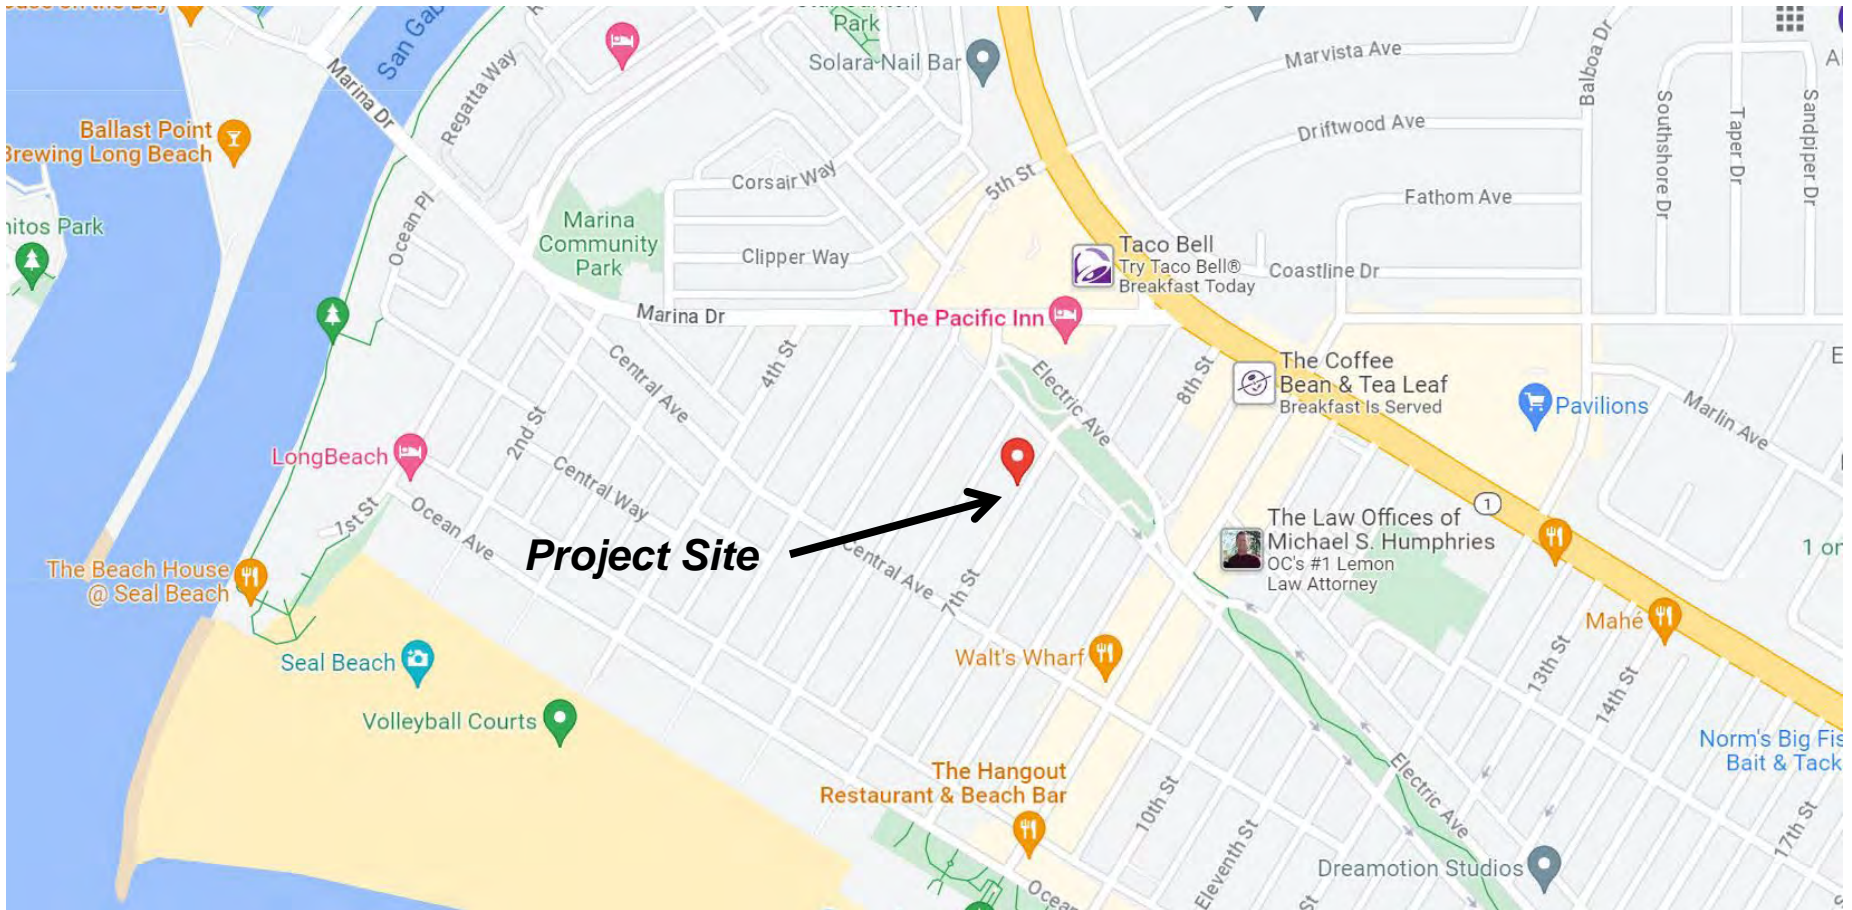 Park
Solara Nail Bar
San Gab
Marina Dr
Regatta Way
Marvista Ave
Balboa Dr
Southshore Dr
Taper Dr
Sandpiper Dr
Ballast Point
Brewing Long Beach
Driftwood Ave
Corsair Way
5th St
Fathom Ave
Ocean Pl
nitos Park
Marina
Community
Park
Clipper Way
Taco Bell
Try Taco Bell®
Breakfast Today
Coastline Dr
Marina Dr
The Pacific Inn
Central Ave
4th St
Electric Ave
8th St
The Coffee
Bean & Tea Leaf
Breakfast Is Served
Pavilions
Marlin Ave
LongBeach
2nd St
Central Way
1st St
Ocean Ave
1
Project Site
The Law Offices of
Michael S. Humphries
OC's #1 Lemon
Law Attorney
1 or
Central Ave
7th St
The Beach House
@ Seal Beach
Mahé
Seal Beach
Walt's Wharf
13th St
14th St
Volleyball Courts
Norm's Big Fis
Bait & Tack
The Hangout
Restaurant & Beach Bar
10th St
Electric Ave
17th St
Eleventh St
Dreamotion Studios
Ocean
St